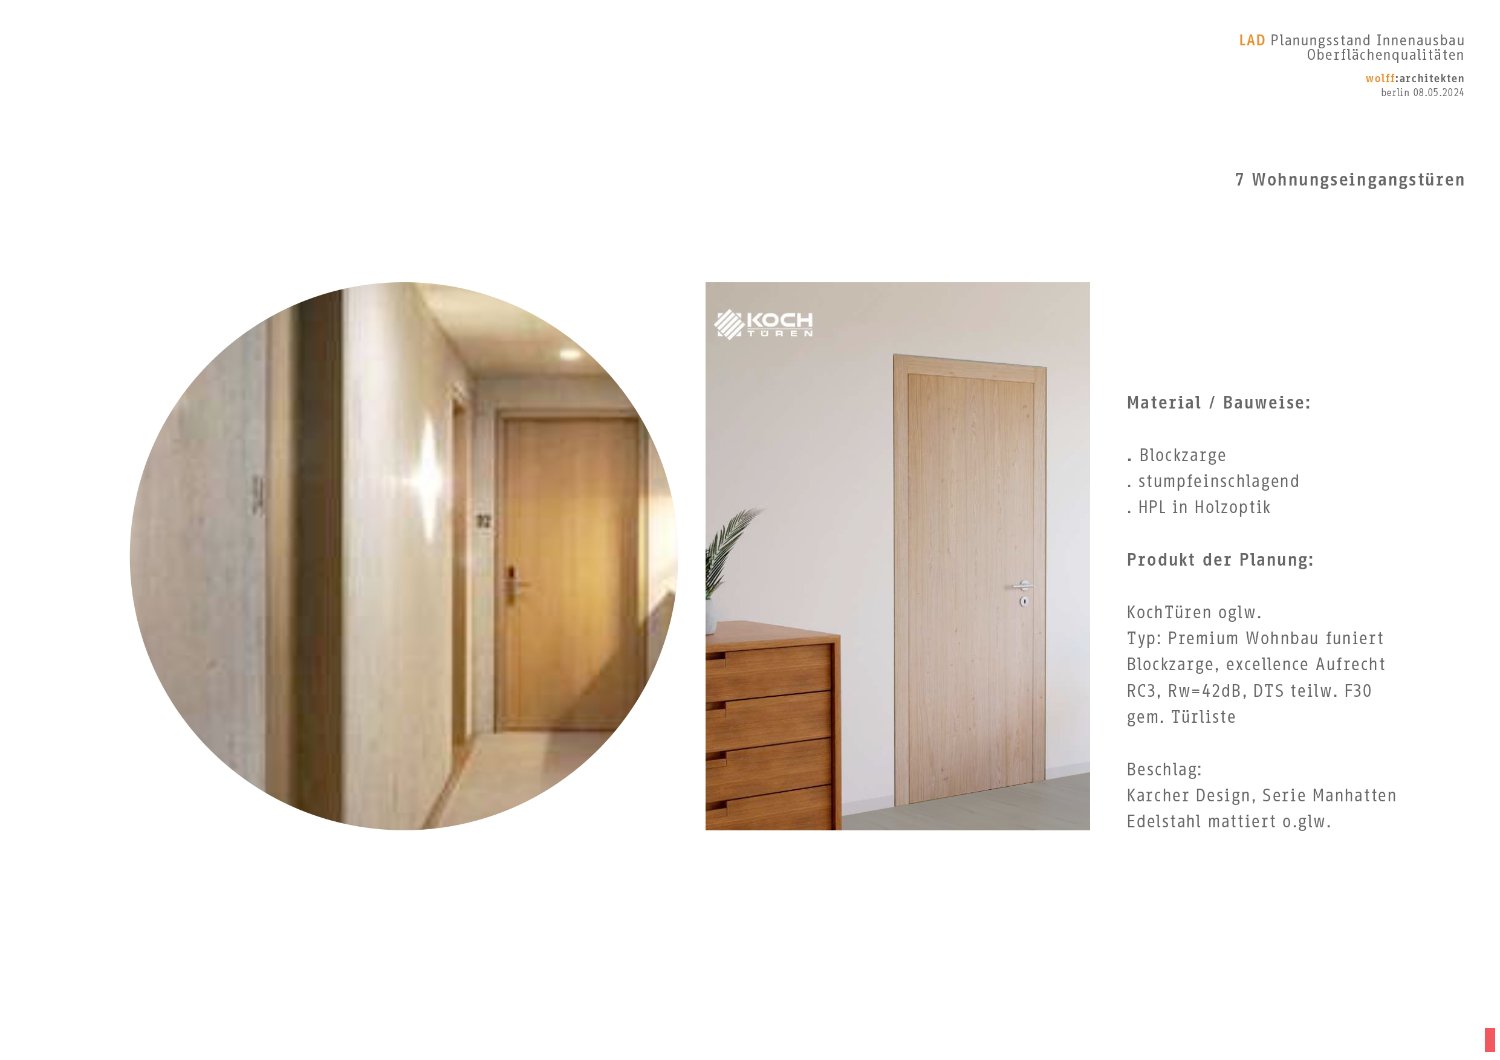 LAD Planungsstand Innenausbau
Oberflächenqualitäten
wolff:architekten
berlin 08.05.2024
7 Wohnungseingangstüren
KOCH
TÜREN
Material / Bauweise:
. Blockzarge
. stumpfeinschlagend
. HPL in Holzoptik
Produkt der Planung:
KochTüren oglw.
Typ: Premium Wohnbau funiert
Blockzarge, excellence Aufrecht
RC3, Rw=42dB, DTS teilw. F30
gem. Türliste
Beschlag:
Karcher Design, Serie Manhatten
Edelstahl mattiert o.glw.